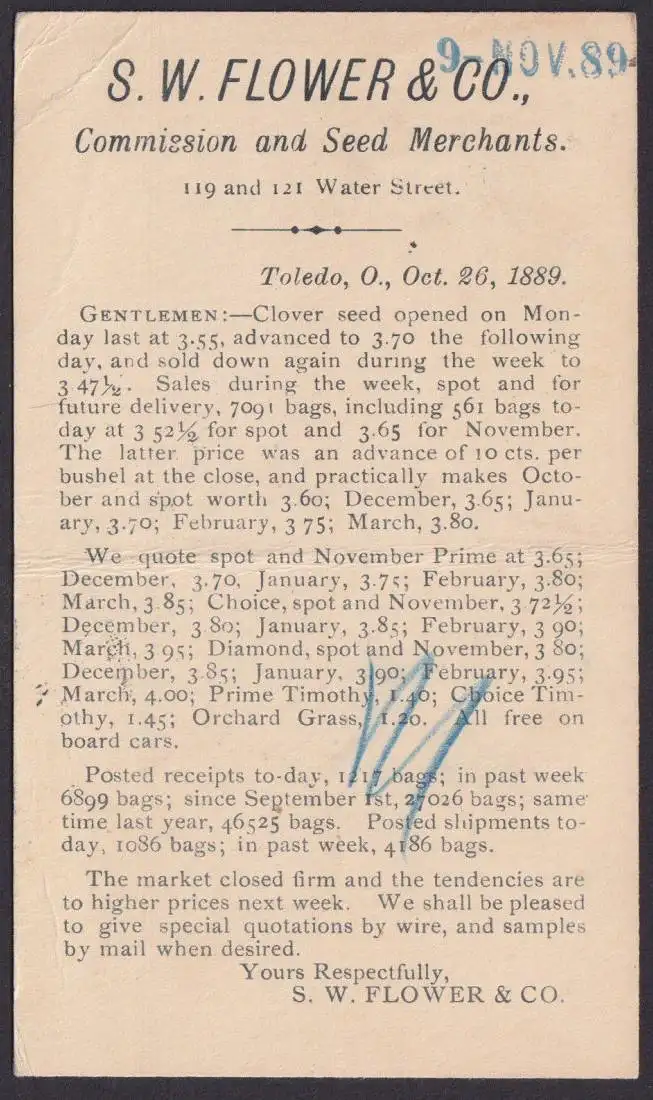 9-NOV.89
S. W. FLOWER & CO.,
Commission and Seed Merchants.
119 and 121 Water Street.
Toledo, O., Oct. 26, 1889.
GENTLEMEN:—Clover seed opened on Mon-
day last at 3.55, advanced to 3.70 the following
day, and sold down again during the week to
3 47½. Sales during the week, spot and for
future delivery, 7091 bags, including 561 bags to-
day at 3 52½ for spot and 3.65 for November.
The latter price was an advance of 10 cts. per
bushel at the close, and practically makes Octo-
ber and spot worth 3.60; December, 3.65; Janu-
ary, 3.70; February, 3 75; March, 3.80.
We quote spot and November Prime at 3.65;
December, 3.70, January, 3.75; February, 3.80;
March, 3 85; Choice, spot and November, 3 72½;
December, 3 80; January, 3.85; February, 3 90;
March, 3 95; Diamond, spot and November, 3 80;
December, 3 85; January, 3 90; February, 3.95;
March, 4.00; Prime Timothy, 1.40; Choice Tim-
othy, 1.45; Orchard Grass, 1.20. All free on
board cars.
Posted receipts to-day, 1217 bags; in past week
6899 bags; since September 1st, 27026 bags; same
time last year, 46525 bags. Posted shipments to-
day, 1086 bags; in past week, 4186 bags.
The market closed firm and the tendencies are
to higher prices next week. We shall be pleased
to give special quotations by wire, and samples
by mail when desired.
Yours Respectfully,
S. W. FLOWER & CO.